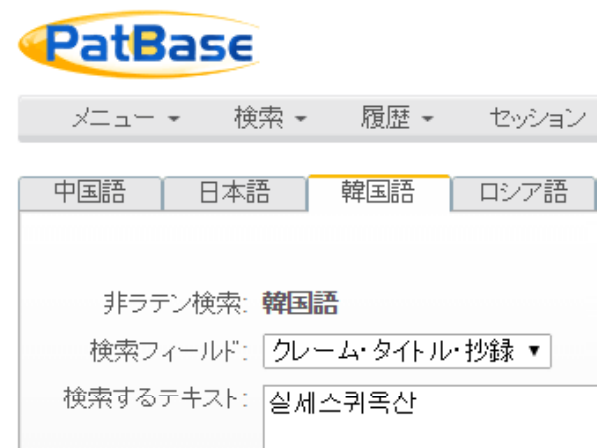 PatBase
メニュー ▾ 検索 ▾ 履歴 ▾ セッション
中国語 日本語 韓国語 ロシア語
非ラテン検索: 韓国語
検索フィールド: クレーム・タイトル・抄録 ▼
検索するテキスト: 실세스퀴옥산